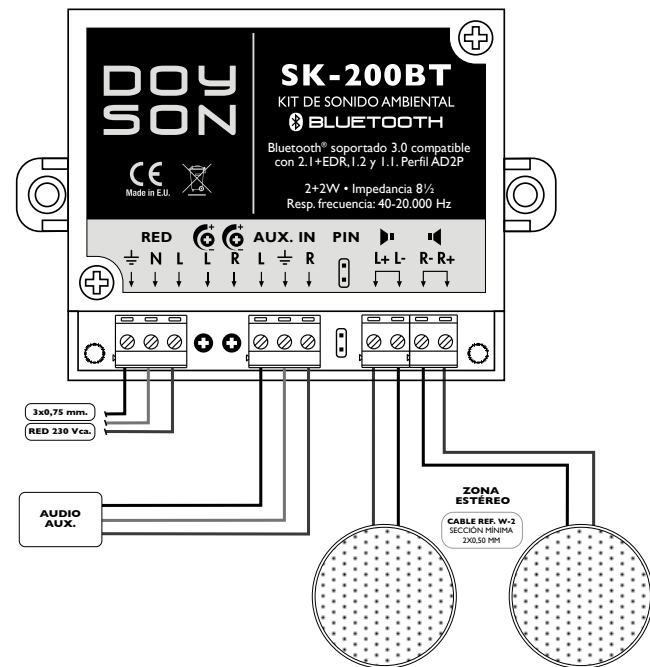 DOY
SON
CE
Made in E.U.
SK-200BT
KIT DE SONIDO AMBIENTAL
BLUETOOTH
Bluetooth® soportado 3.0 compatible
con 2.1+EDR,1.2 y 1.1. Perfil AD2P
2+2W • Impedancia 8½
Resp. frecuencia: 40-20.000 Hz
RED + − + − AUX. IN PIN
N L L R L R L+ L- R- R+
3x0,75 mm.
RED 230 Vca.
AUDIO
AUX.
ZONA
ESTÉREO
CABLE REF. W-2
SECCIÓN MÍNIMA
2X0,50 MM